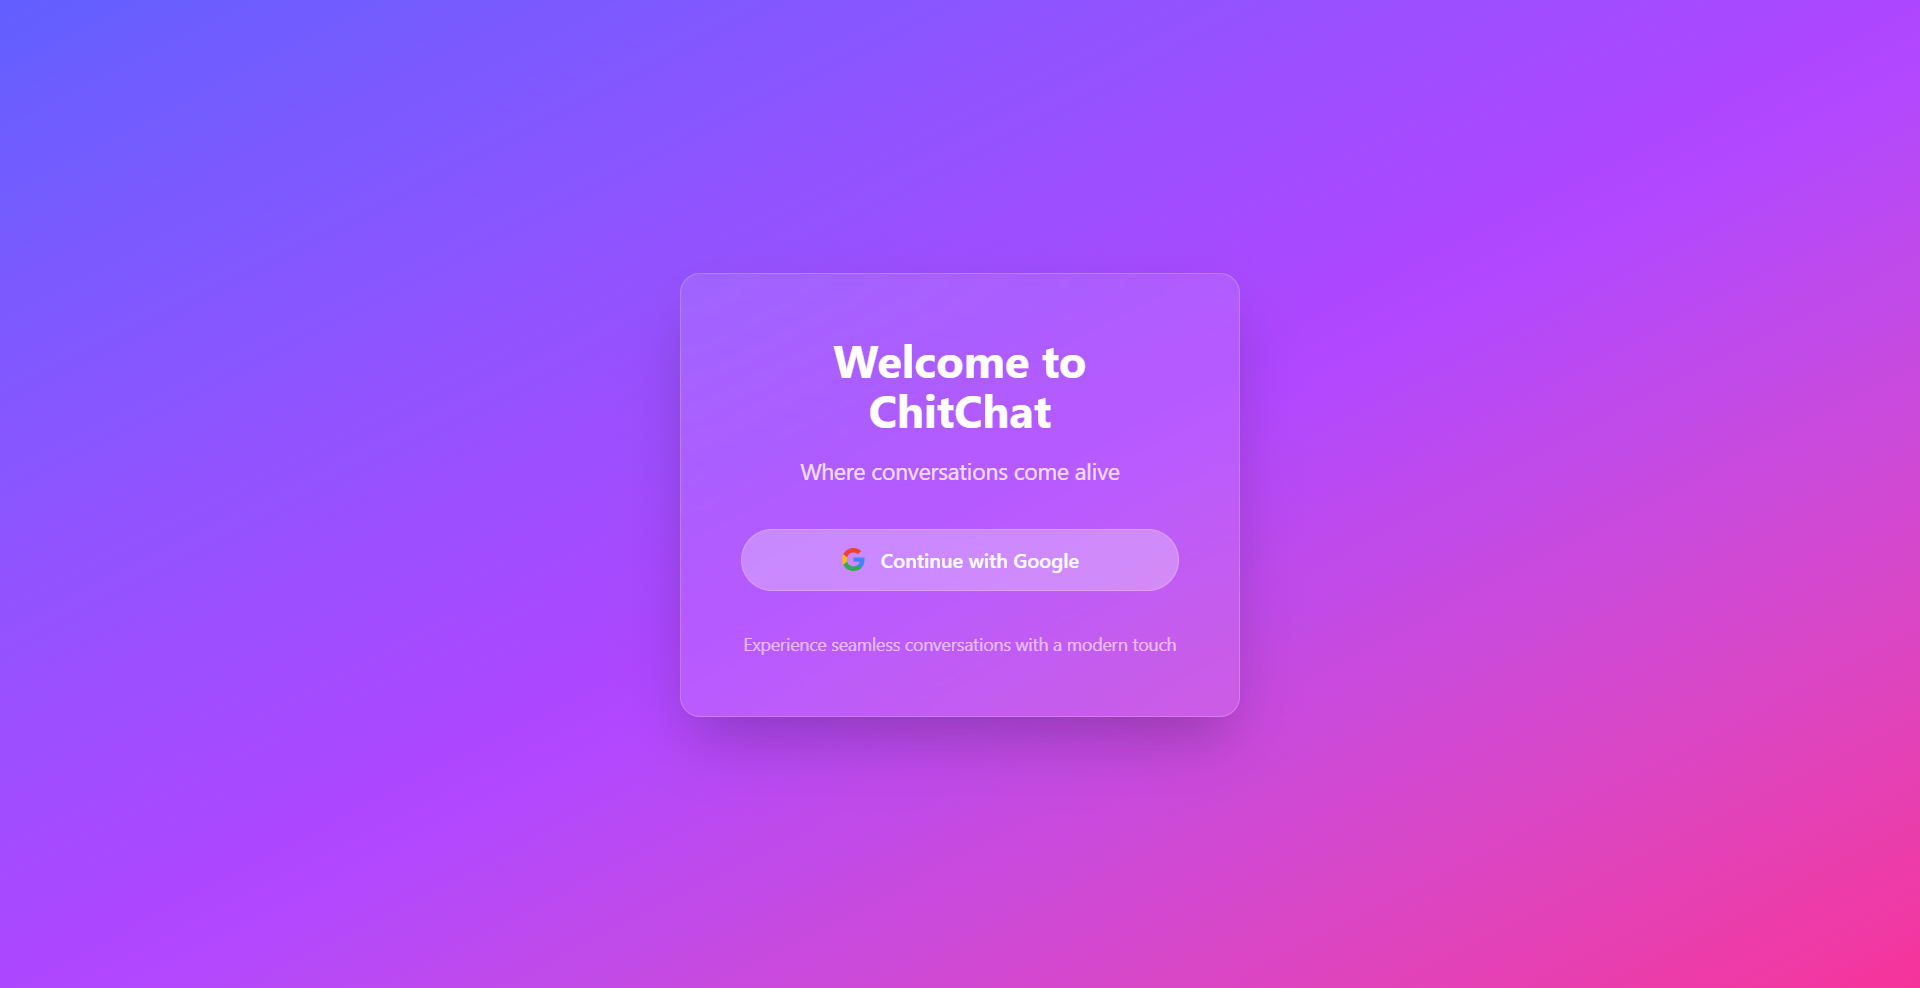 Welcome to
ChitChat
Where conversations come alive
Continue with Google
Experience seamless conversations with a modern touch